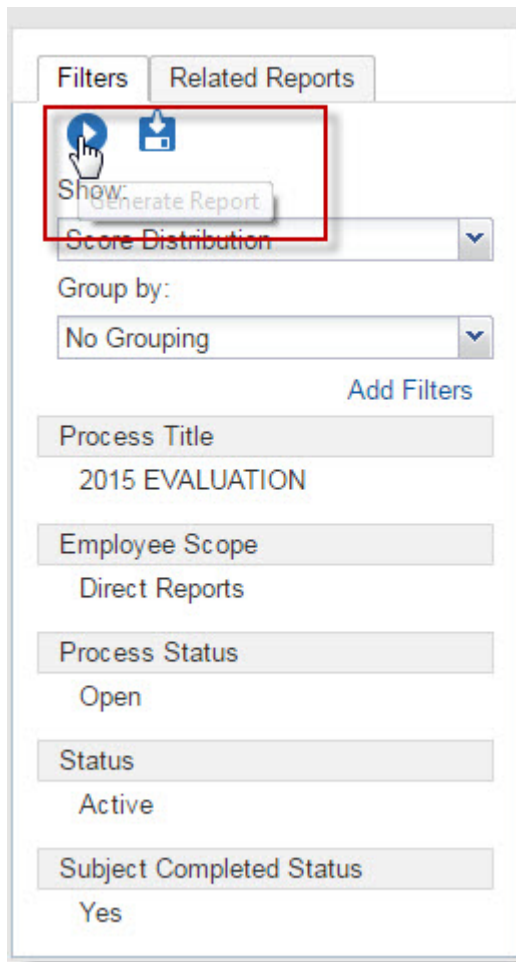 Filters
Related Reports
Show:
Generate Report
Score Distribution
Group by:
No Grouping
Add Filters
Process Title
2015 EVALUATION
Employee Scope
Direct Reports
Process Status
Open
Status
Active
Subject Completed Status
Yes